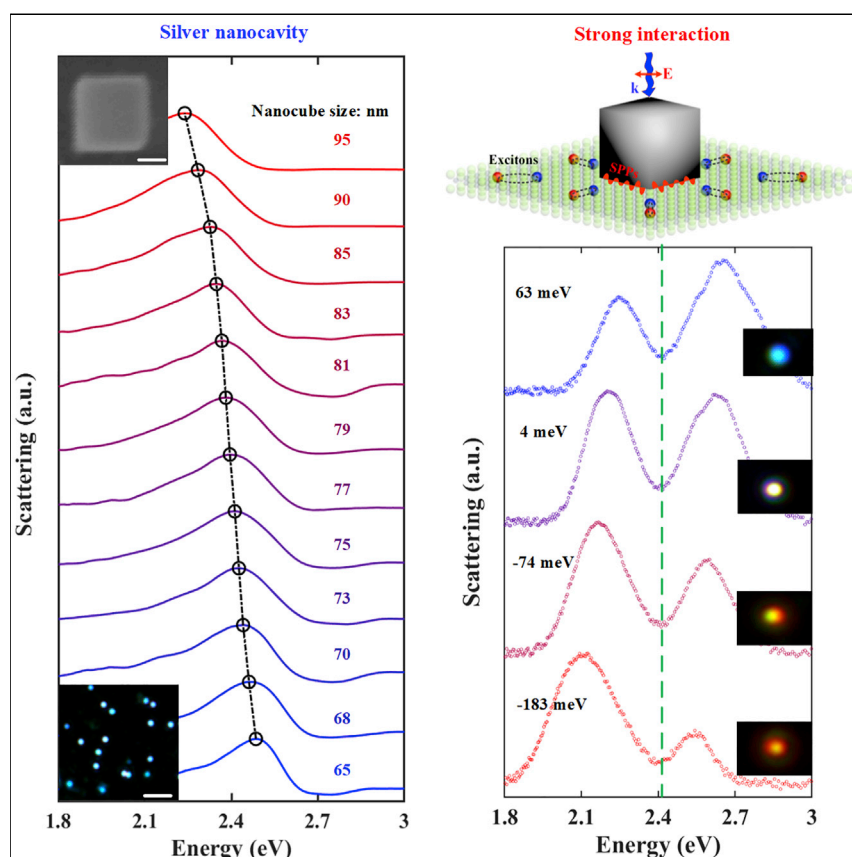 Silver nanocavity
Nanocube size: nm
95
90
85
83
81
79
77
75
73
70
68
65
Scattering (a.u.)
1.8 2.1 2.4 2.7 3
Energy (eV)
Strong interaction
E
k
Excitons
SPPs
63 meV
4 meV
-74 meV
-183 meV
Scattering (a.u.)
1.8 2.1 2.4 2.7 3
Energy (eV)